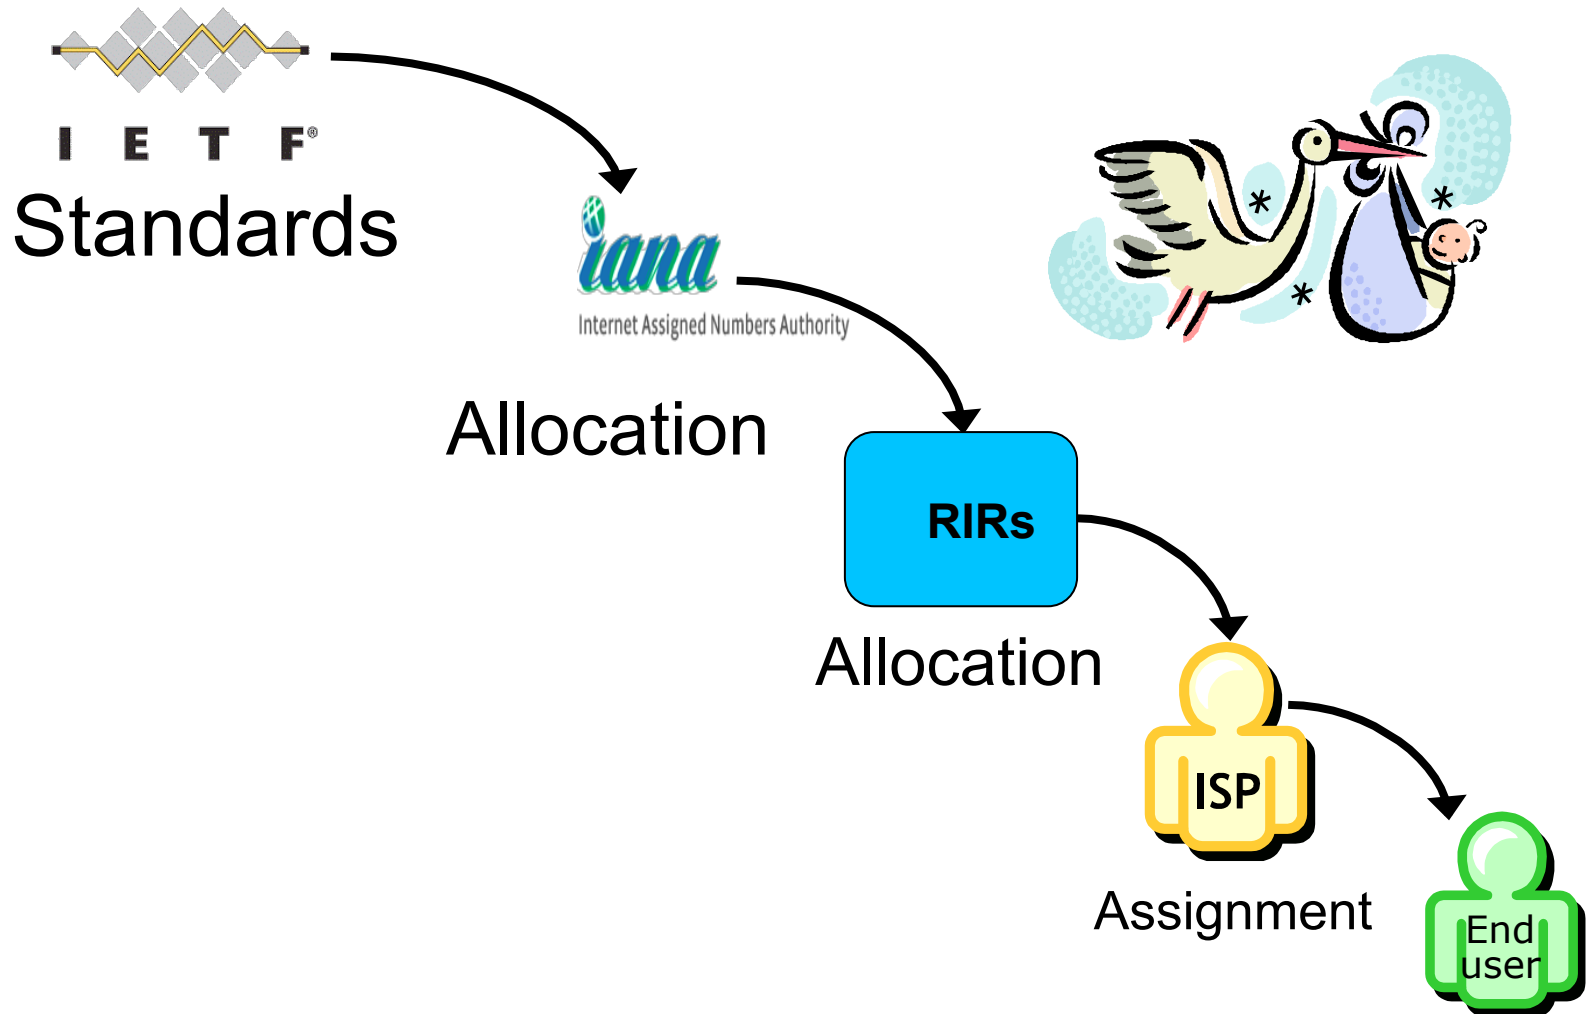 I E T F®
Standards
iana
Internet Assigned Numbers Authority
Allocation
RIRs
Allocation
ISP
Assignment
End
user